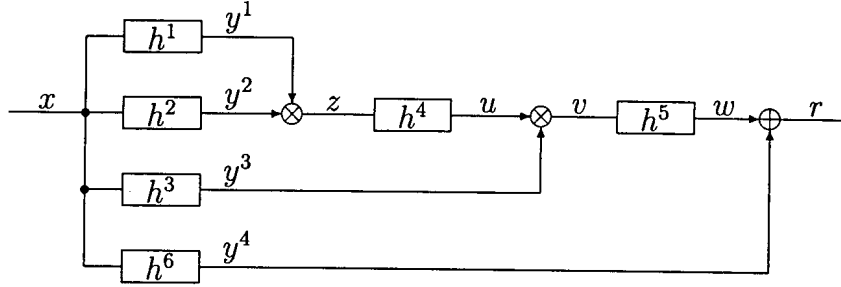 h¹ y¹
x h² y² z h⁴ u v h⁵ w r
h³ y³
h⁶ y⁴